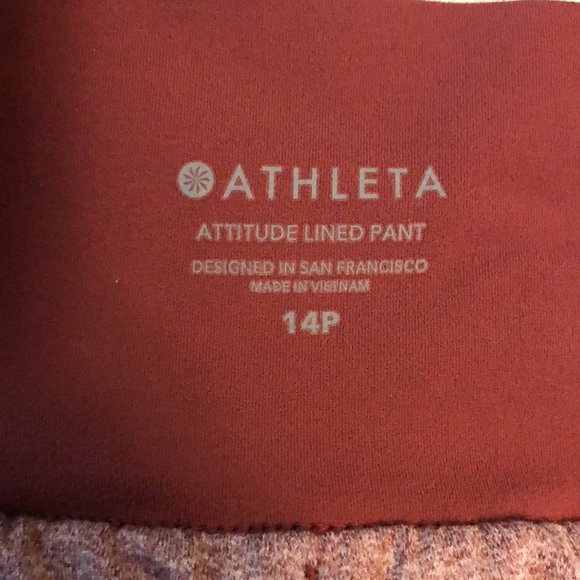 ATHLETA
ATTITUDE LINED PANT
DESIGNED IN SAN FRANCISCO
MADE IN VIETNAM
14P